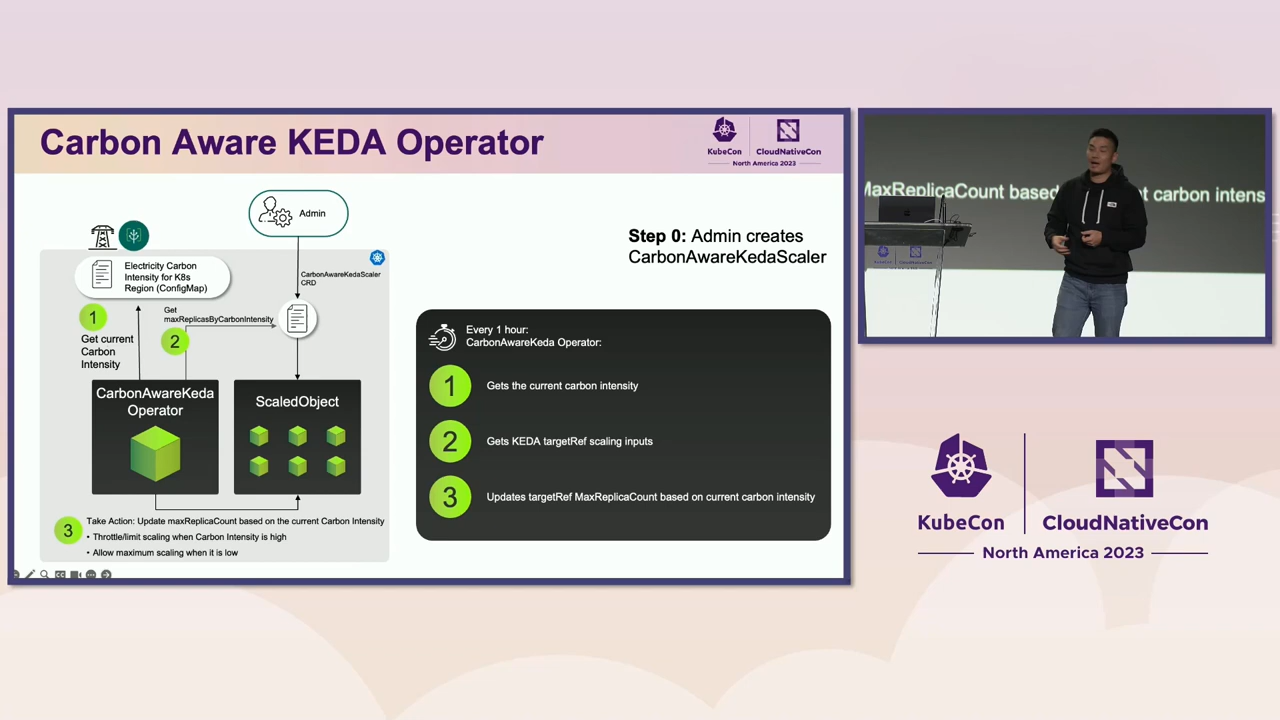 Carbon Aware KEDA Operator
KubeCon
CloudNativeCon
North America 2023
Admin
Step 0: Admin creates
CarbonAwareKedaScaler
Electricity Carbon
Intensity for K8s
Region (ConfigMap)
CarbonAwareKedaScaler
CRD
1
Get current
Carbon
Intensity
Get
maxReplicasByCarbonIntensity
2
CarbonAwareKeda
Operator
ScaledObject
3
Take Action: Update maxReplicaCount based on the current Carbon Intensity
• Throttle/limit scaling when Carbon Intensity is high
• Allow maximum scaling when it is low
Every 1 hour:
CarbonAwareKeda Operator:
1
Gets the current carbon intensity
2
Gets KEDA targetRef scaling inputs
3
Updates targetRef MaxReplicaCount based on current carbon intensity
MaxReplicaCount based
t carbon intens
KubeCon
CloudNativeCon
North America 2023